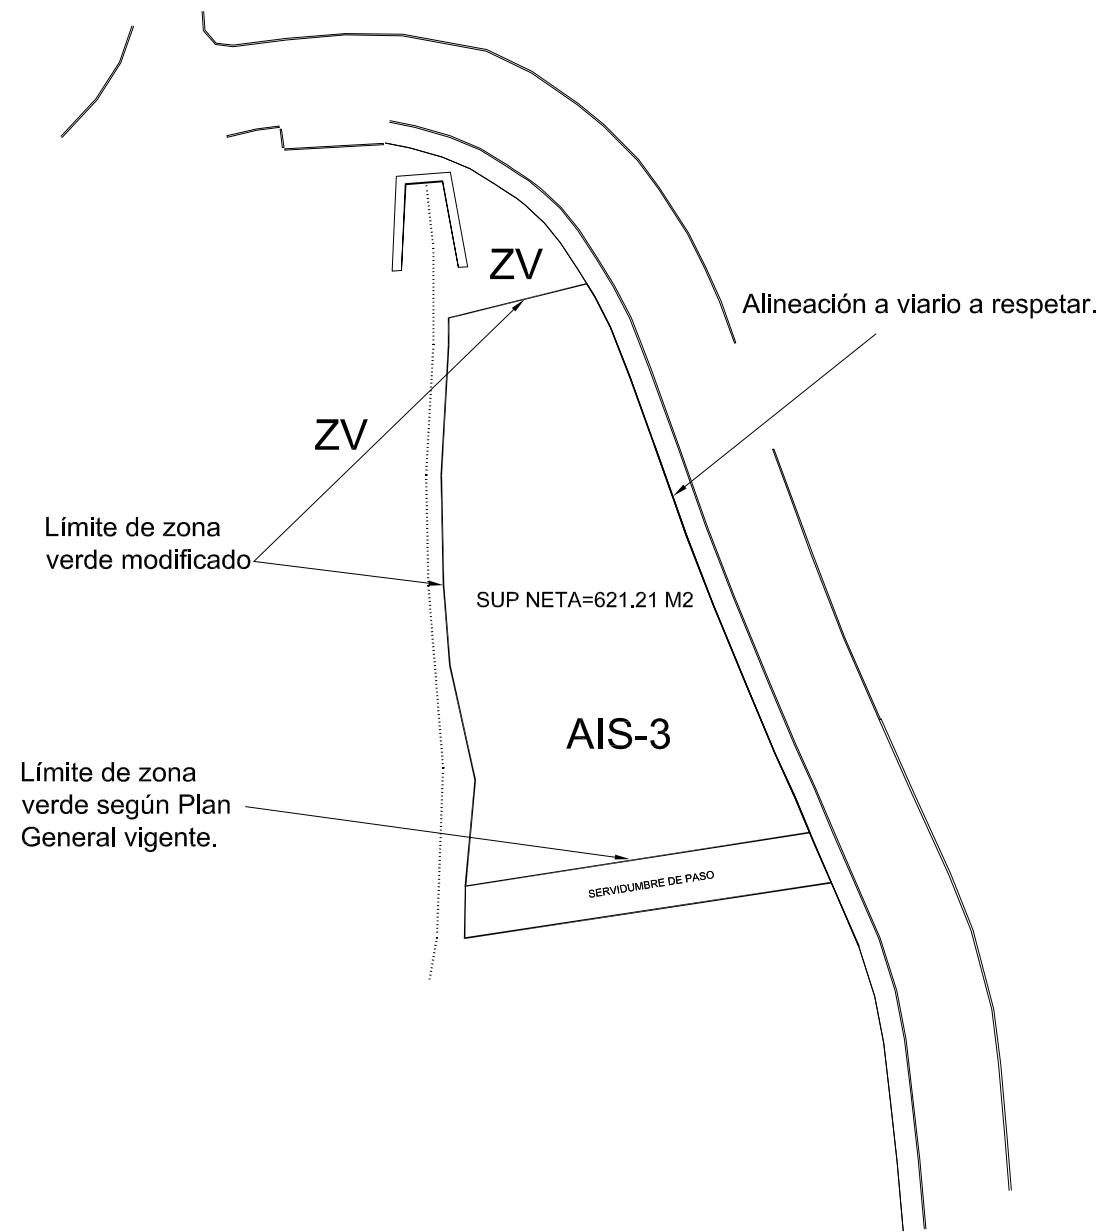 ZV
Alineación a viario a respetar.
ZV
Límite de zona
verde modificado
SUP NETA=621.21 M2
AIS-3
Límite de zona
verde según Plan
General vigente.
SERVIDUMBRE DE PASO